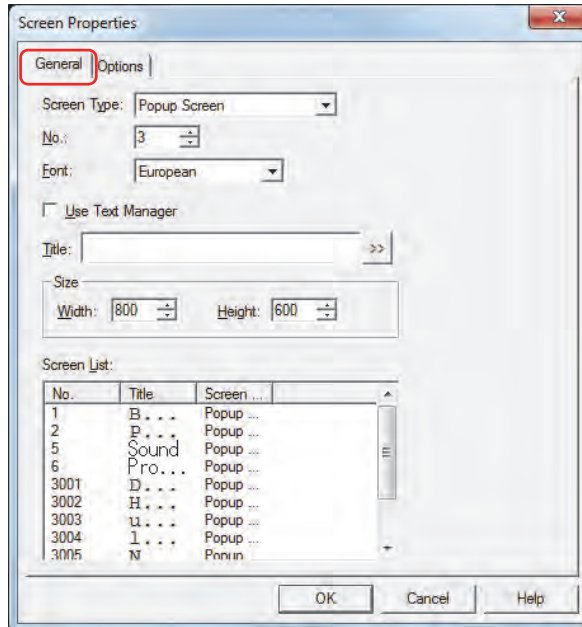 Screen Properties
General Options
Screen Type: Popup Screen
No.: 3
Font: European
Use Text Manager
Title: >>
Size
Width: 800 Height: 600
Screen List:
No. Title Screen ...
1 B... Popup ...
2 P... Popup ...
5 Sound Popup ...
6 Pro... Popup ...
3001 D... Popup ...
3002 H... Popup ...
3003 u... Popup ...
3004 l... Popup ...
3005 N Popup
OK Cancel Help